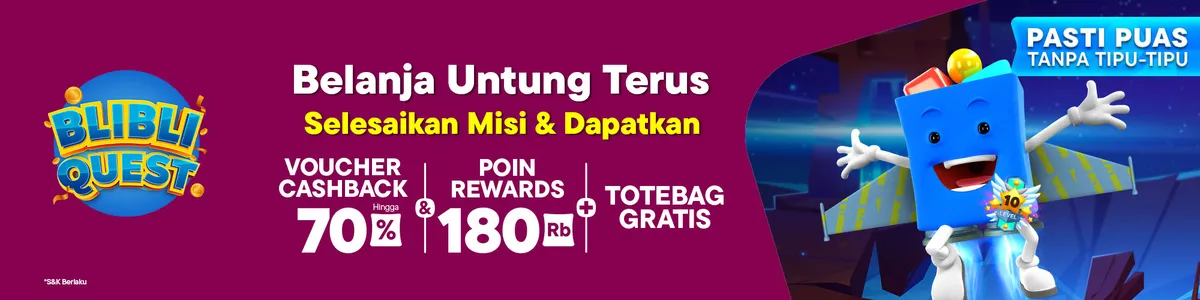 BLIBLI
QUEST
Belanja Untung Terus
Selesaikan Misi & Dapatkan
VOUCHER
CASHBACK
Hingga
70%
&
POIN
REWARDS
180Rb
+
TOTEBAG
GRATIS
*S&K Berlaku
PASTI PUAS
TANPA TIPU-TIPU
10
LEVEL